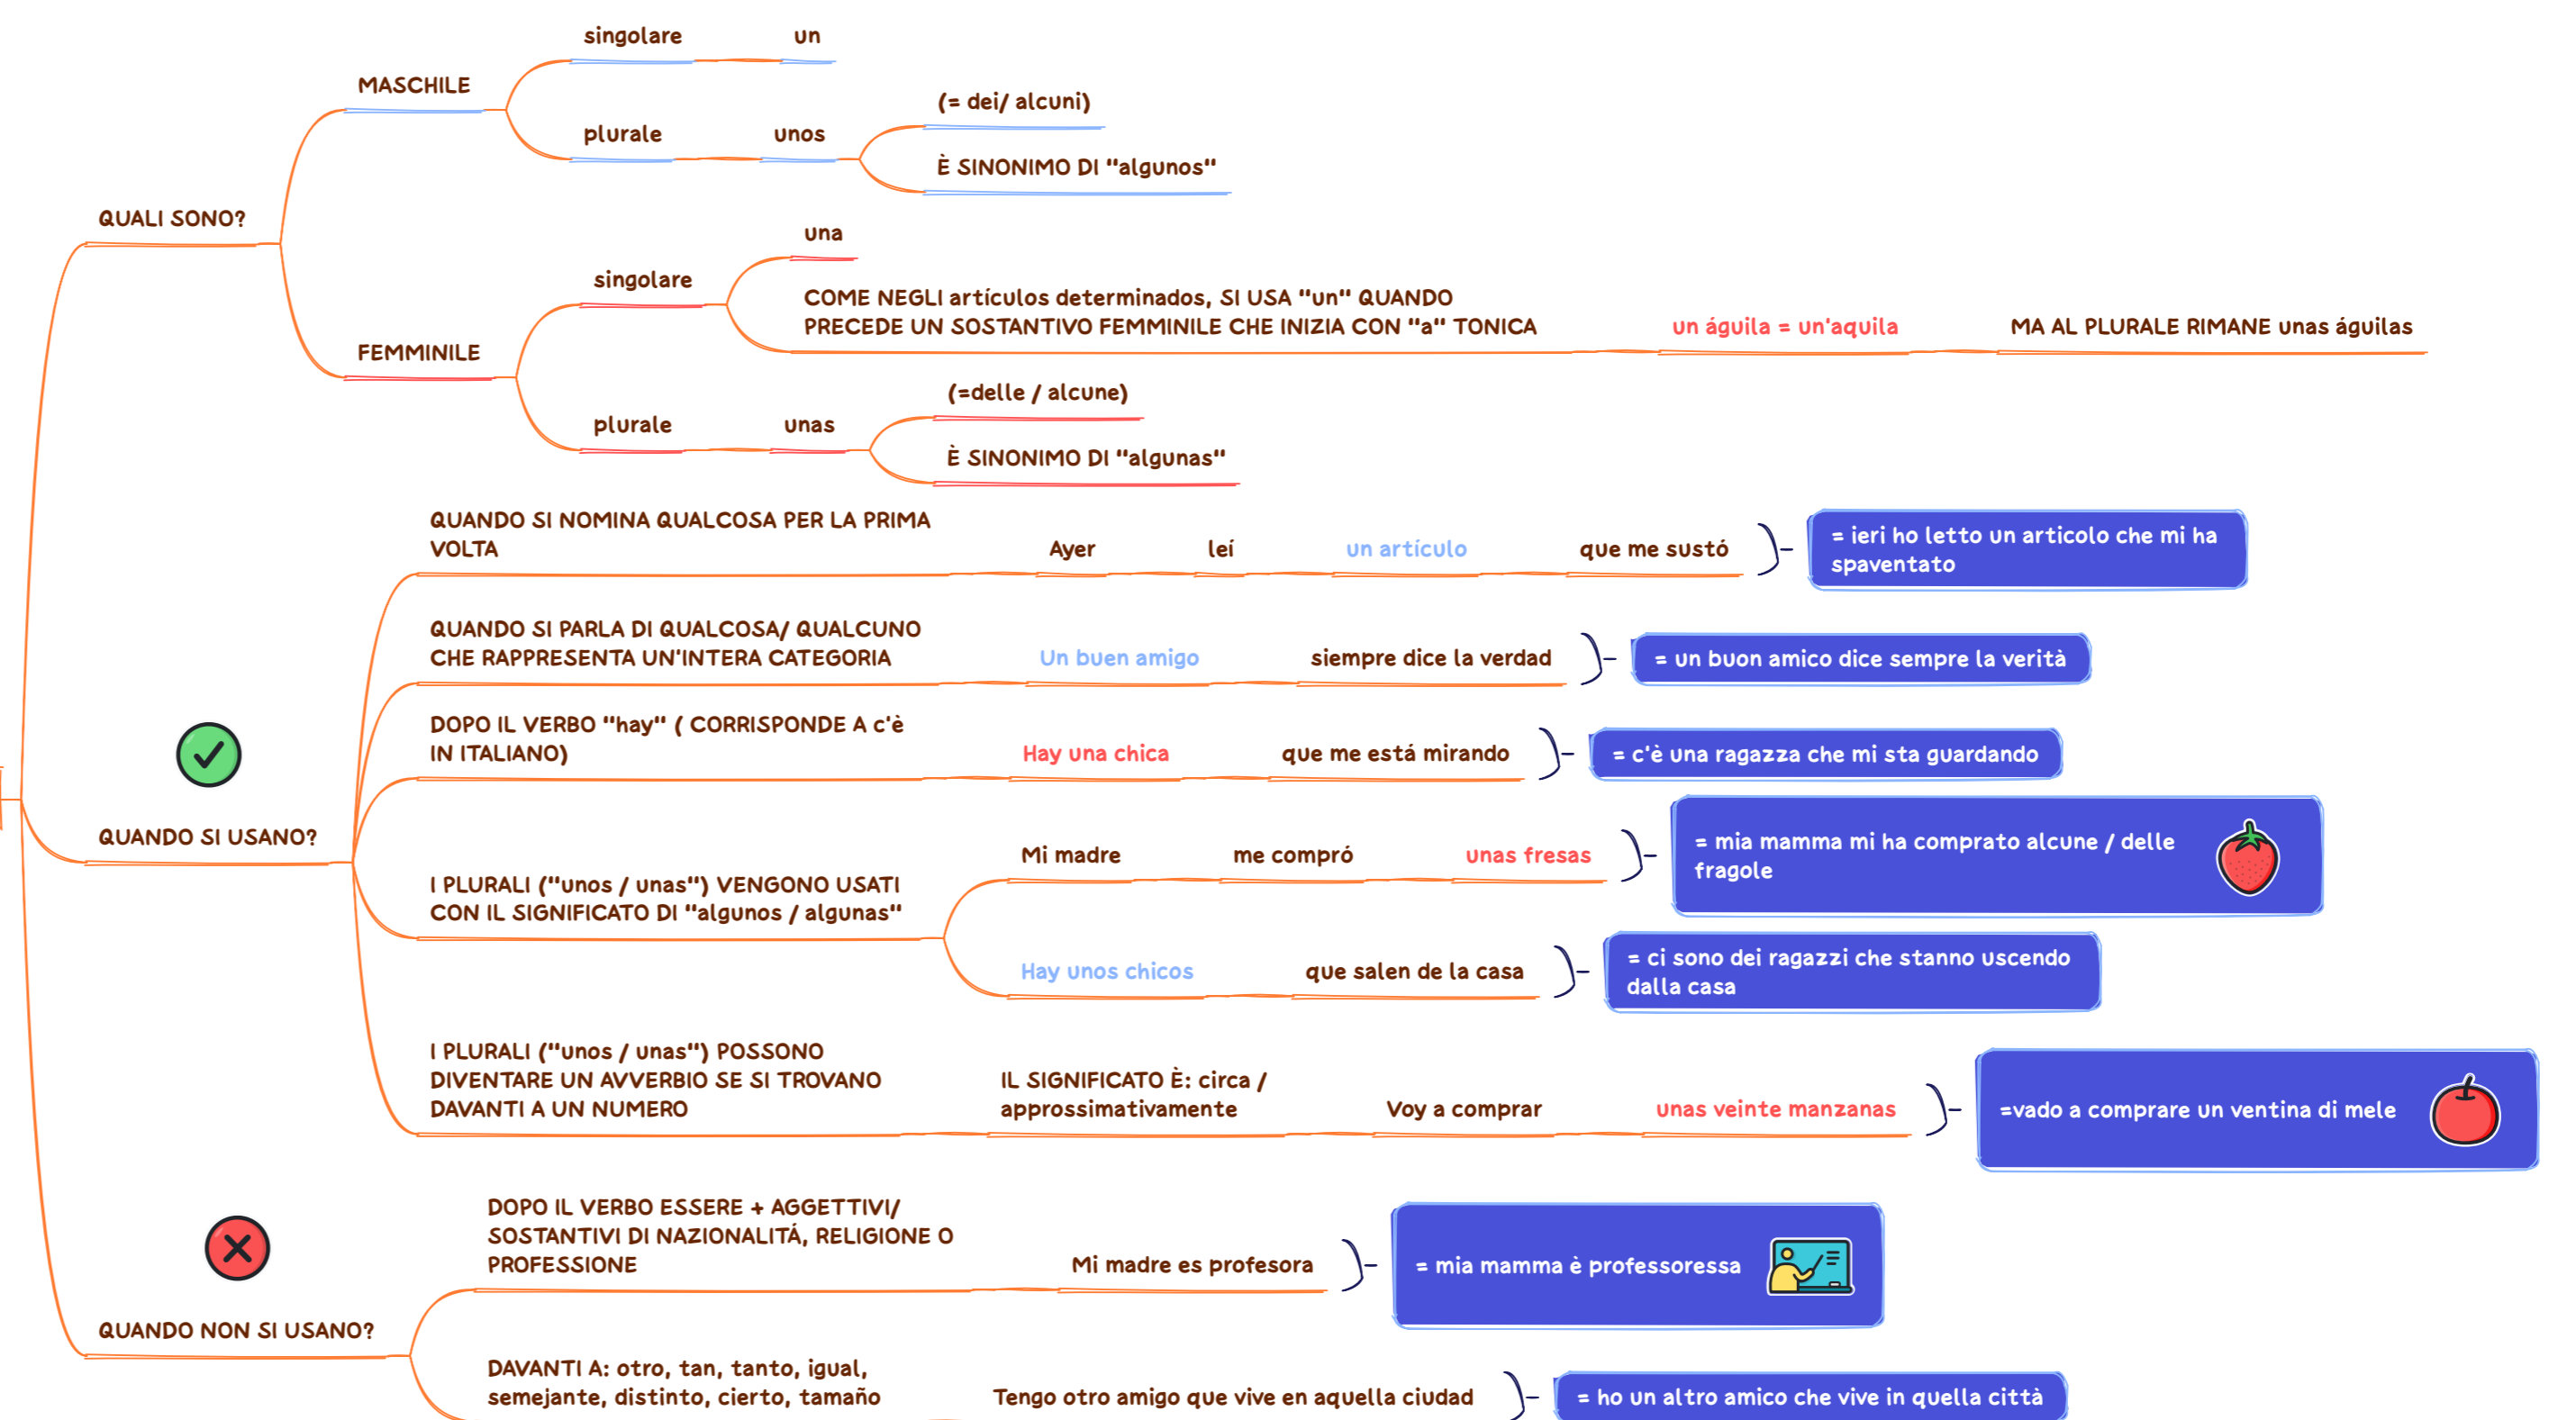 QUALI SONO?
MASCHILE
singolare
un
plurale
unos
(= dei/ alcuni)
È SINONIMO DI "algunos"
FEMMINILE
singolare
una
COME NEGLI artículos determinados, SI USA "un" QUANDO
PRECEDE UN SOSTANTIVO FEMMINILE CHE INIZIA CON "a" TONICA
un águila = un'aquila
MA AL PLURALE RIMANE unas águilas
plurale
unas
(=delle / alcune)
È SINONIMO DI "algunas"
QUANDO SI USANO?
QUANDO SI NOMINA QUALCOSA PER LA PRIMA
VOLTA
Ayer
leí
un artículo
que me sustó
= ieri ho letto un articolo che mi ha
spaventato
QUANDO SI PARLA DI QUALCOSA/ QUALCUNO
CHE RAPPRESENTA UN'INTERA CATEGORIA
Un buen amigo
siempre dice la verdad
= un buon amico dice sempre la verità
DOPO IL VERBO "hay" ( CORRISPONDE A c'è
IN ITALIANO)
Hay una chica
que me está mirando
= c'è una ragazza che mi sta guardando
I PLURALI ("unos / unas") VENGONO USATI
CON IL SIGNIFICATO DI "algunos / algunas"
Mi madre
me compró
unas fresas
= mia mamma mi ha comprato alcune / delle
fragole
Hay unos chicos
que salen de la casa
= ci sono dei ragazzi che stanno uscendo
dalla casa
I PLURALI ("unos / unas") POSSONO
DIVENTARE UN AVVERBIO SE SI TROVANO
DAVANTI A UN NUMERO
IL SIGNIFICATO È: circa /
approssimativamente
Voy a comprar
unas veinte manzanas
=vado a comprare un ventina di mele
QUANDO NON SI USANO?
DOPO IL VERBO ESSERE + AGGETTIVI/
SOSTANTIVI DI NAZIONALITÁ, RELIGIONE O
PROFESSIONE
Mi madre es profesora
= mia mamma è professoressa
DAVANTI A: otro, tan, tanto, igual,
semejante, distinto, cierto, tamaño
Tengo otro amigo que vive en aquella ciudad
= ho un altro amico che vive in quella città